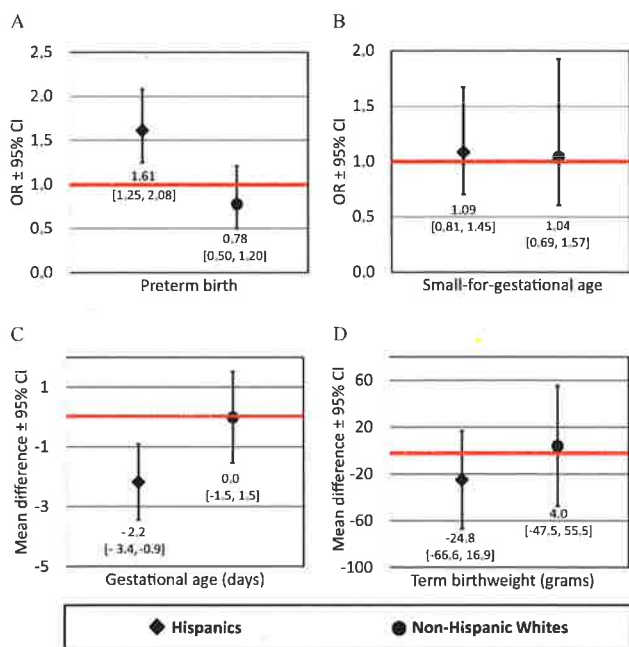 A
B
OR ± 95% CI
2,5
2,0
1,5
1,0
0,5
0,0
1,61
[1,25, 2,08]
0,78
[0,50, 1,20]
Preterm birth
OR ± 95% CI
2,0
1,5
1,0
0,5
0,0
1,09
[0,81, 1.45]
1,04
[0,69, 1,57]
Small-for-gestational age
C
D
Mean difference ± 95% CI
1
-1
-3
-5
0,0
[-1,5, 1,5]
- 2,2
[- 3,4, -0,9]
Gestational age (days)
Mean difference ± 95% CI
60
20
-20
-60
-100
4,0
[-47,5, 55,5]
-24,8
[-66,6, 16,9]
Term birthweight (grams)
Hispanics
Non-Hispanic Whites